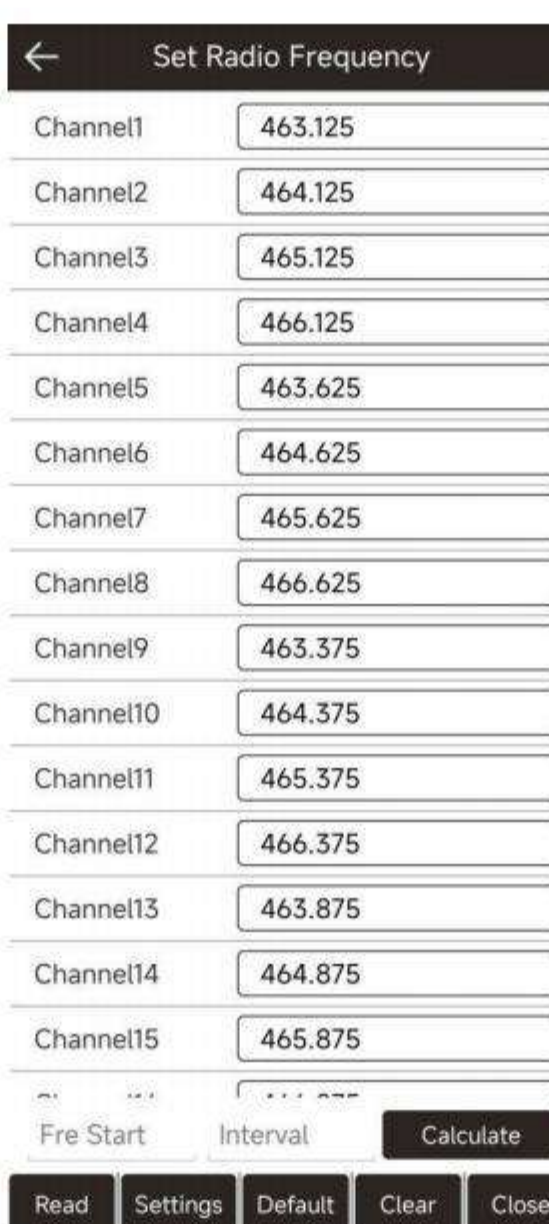 Set Radio Frequency
Channel1 463.125
Channel2 464.125
Channel3 465.125
Channel4 466.125
Channel5 463.625
Channel6 464.625
Channel7 465.625
Channel8 466.625
Channel9 463.375
Channel10 464.375
Channel11 465.375
Channel12 466.375
Channel13 463.875
Channel14 464.875
Channel15 465.875
Fre Start Interval Calculate
Read Settings Default Clear Close